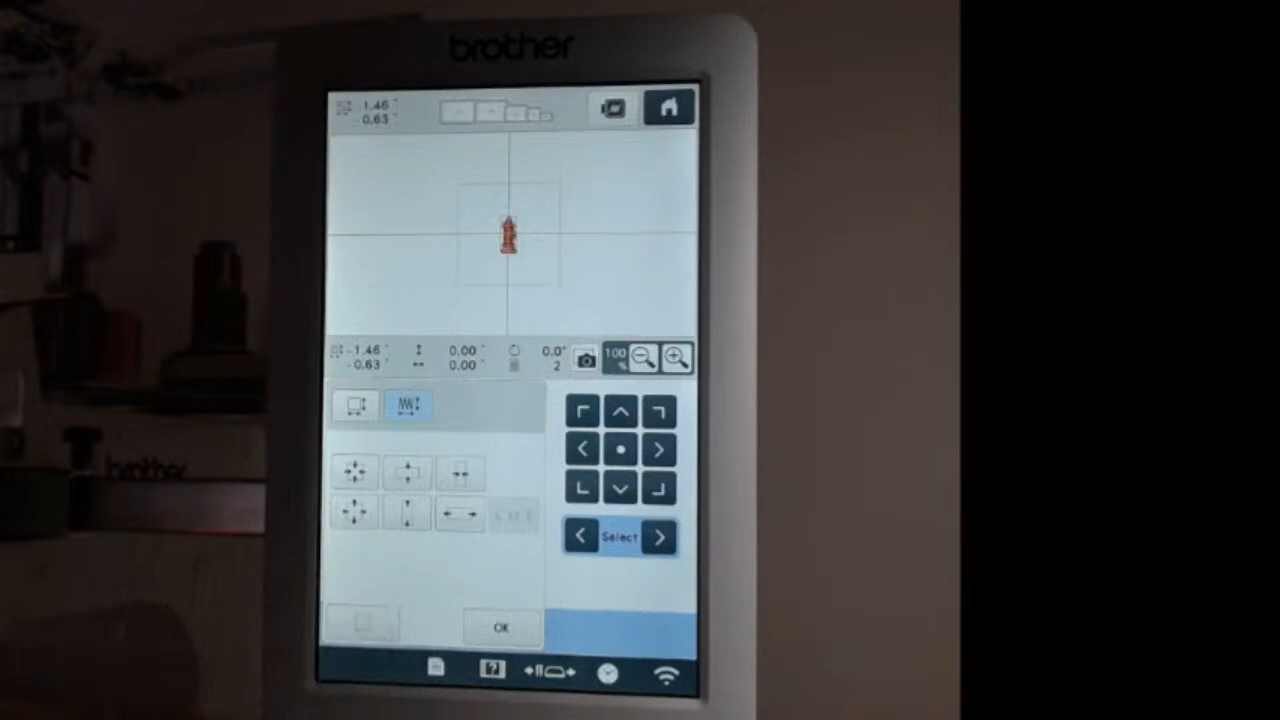 brother
1.46 "
0.63 "
1.46 " 0.00 " 0.0°
0.63 " 0.00 " 2
100
%
Select
L M S
OK
?
brother